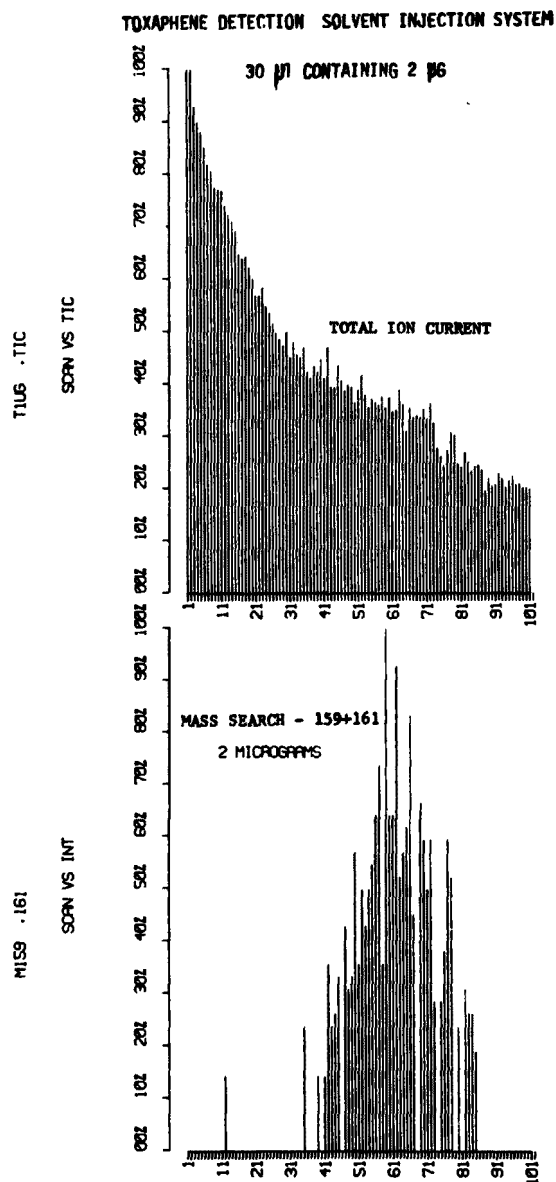 TOXAPHENE DETECTION SOLVENT INJECTION SYSTEM
30 μl CONTAINING 2 μG
T1UG .TIC
SCAN VS TIC
100%
90%
80%
70%
60%
50%
40%
30%
20%
10%
00%
TOTAL ION CURRENT
1 11 21 31 41 51 61 71 81 91 101
M159 .161
SCAN VS INT
100%
90%
80%
70%
60%
50%
40%
30%
20%
10%
00%
MASS SEARCH - 159+161
2 MICROGRAMS
1 11 21 31 41 51 61 71 81 91 101